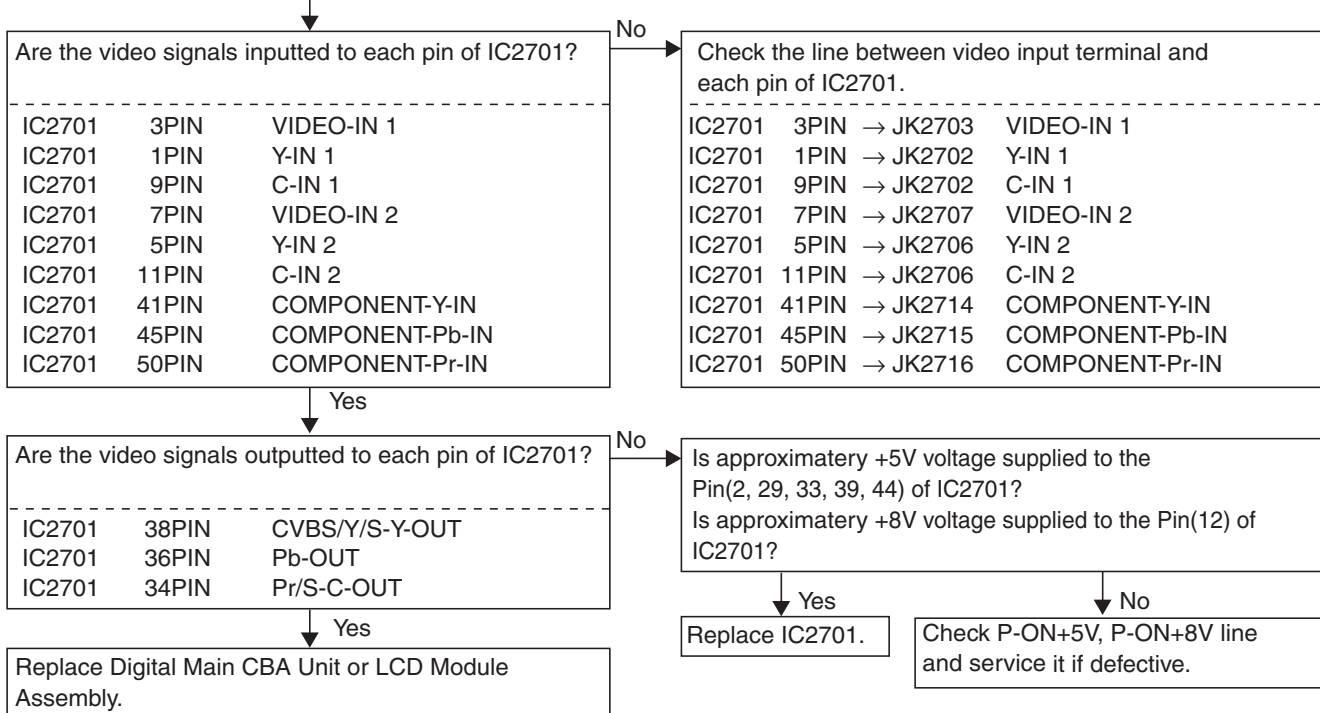 Are the video signals inputted to each pin of IC2701?
IC2701 3PIN VIDEO-IN 1
IC2701 1PIN Y-IN 1
IC2701 9PIN C-IN 1
IC2701 7PIN VIDEO-IN 2
IC2701 5PIN Y-IN 2
IC2701 11PIN C-IN 2
IC2701 41PIN COMPONENT-Y-IN
IC2701 45PIN COMPONENT-Pb-IN
IC2701 50PIN COMPONENT-Pr-IN
No
Check the line between video input terminal and
each pin of IC2701.
IC2701 3PIN → JK2703 VIDEO-IN 1
IC2701 1PIN → JK2702 Y-IN 1
IC2701 9PIN → JK2702 C-IN 1
IC2701 7PIN → JK2707 VIDEO-IN 2
IC2701 5PIN → JK2706 Y-IN 2
IC2701 11PIN → JK2706 C-IN 2
IC2701 41PIN → JK2714 COMPONENT-Y-IN
IC2701 45PIN → JK2715 COMPONENT-Pb-IN
IC2701 50PIN → JK2716 COMPONENT-Pr-IN
Yes
Are the video signals outputted to each pin of IC2701?
IC2701 38PIN CVBS/Y/S-Y-OUT
IC2701 36PIN Pb-OUT
IC2701 34PIN Pr/S-C-OUT
No
Is approximatery +5V voltage supplied to the
Pin(2, 29, 33, 39, 44) of IC2701?
Is approximatery +8V voltage supplied to the Pin(12) of
IC2701?
Yes
Replace IC2701.
No
Check P-ON+5V, P-ON+8V line
and service it if defective.
Yes
Replace Digital Main CBA Unit or LCD Module
Assembly.